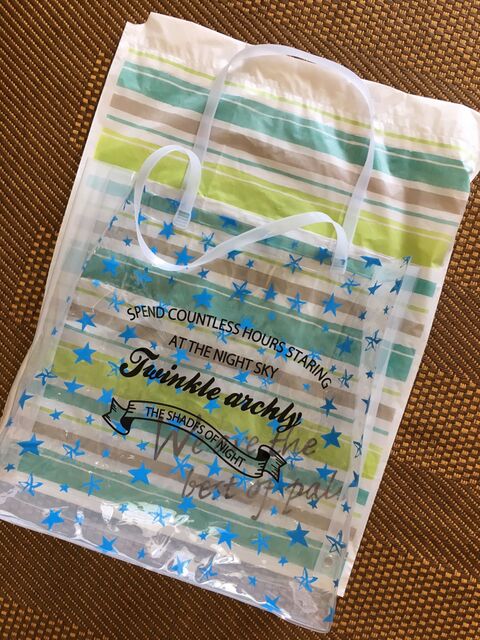 SPEND COUNTLESS HOURS STARING
AT THE NIGHT SKY
Twinkle archly
THE SHADES OF NIGHT
We are the
best of pal